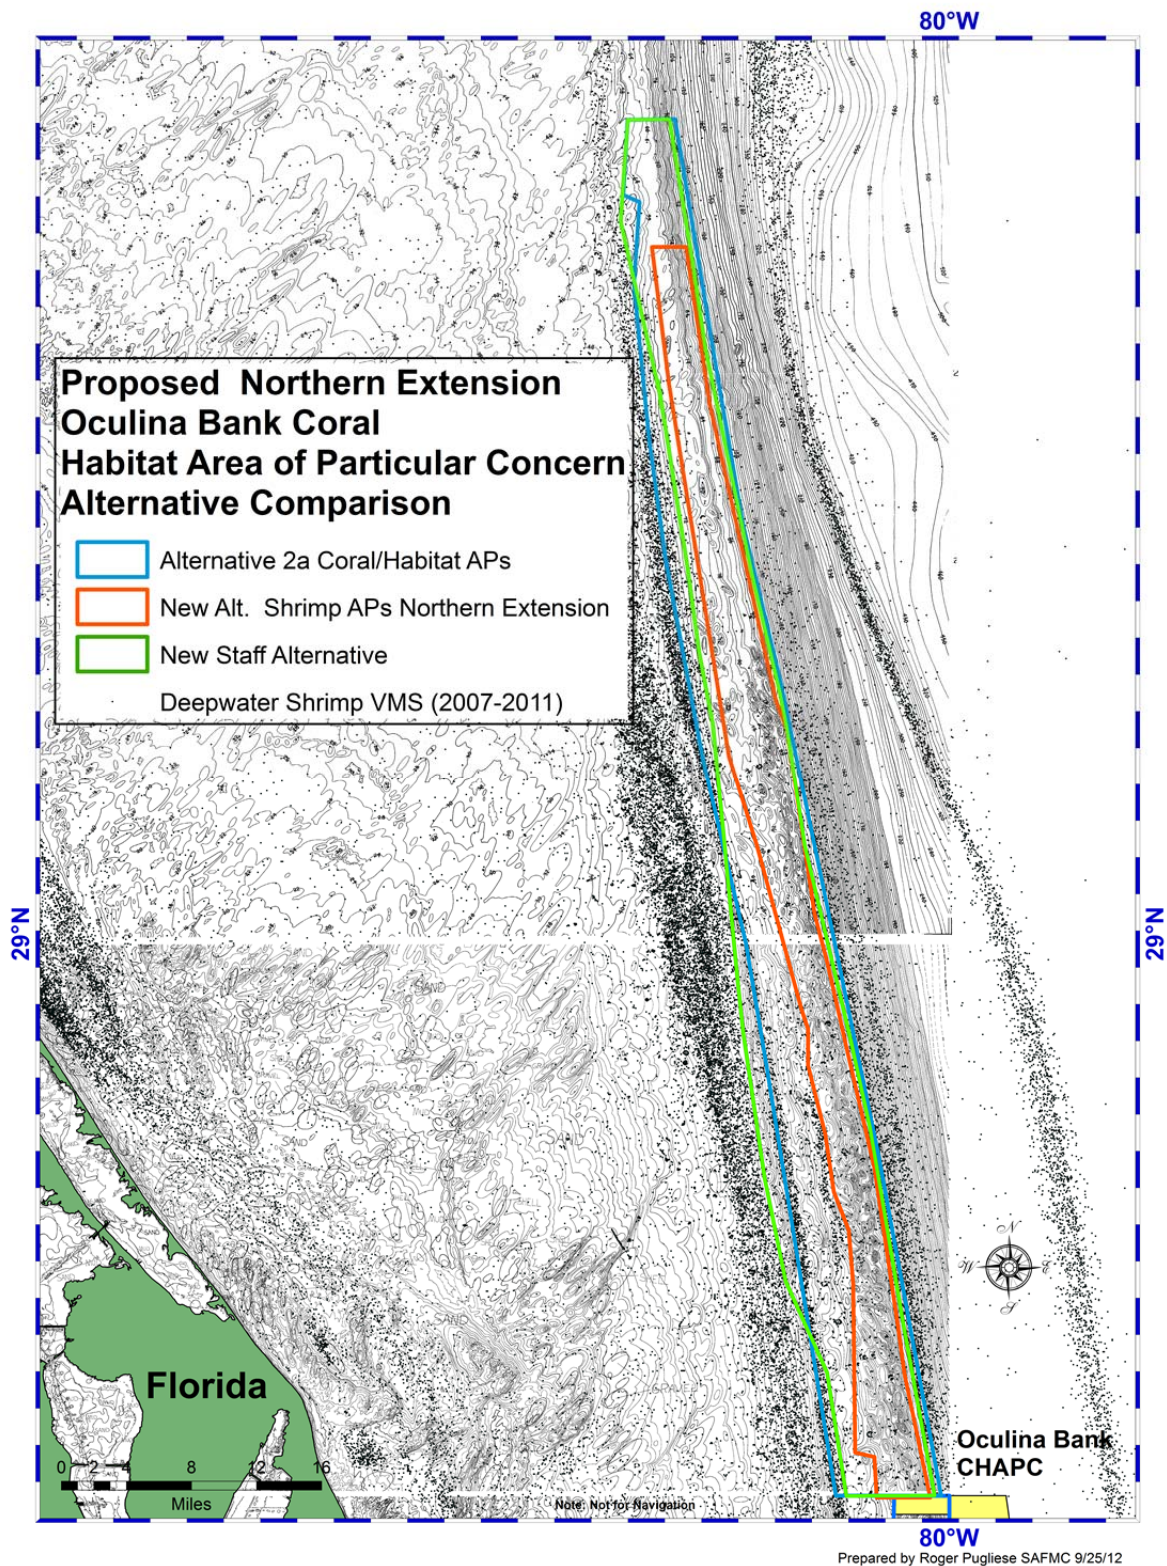 80°W
Proposed Northern Extension
Oculina Bank Coral
Habitat Area of Particular Concern
Alternative Comparison
Alternative 2a Coral/Habitat APs
New Alt. Shrimp APs Northern Extension
New Staff Alternative
Deepwater Shrimp VMS (2007-2011)
29°N
29°N
SAND
SAND
SAND
N
W
E
S
Florida
0 2 4 8 12 16
Miles
Oculina Bank
CHAPC
Note: Not for Navigation
80°W
Prepared by Roger Pugliese SAFMC 9/25/12